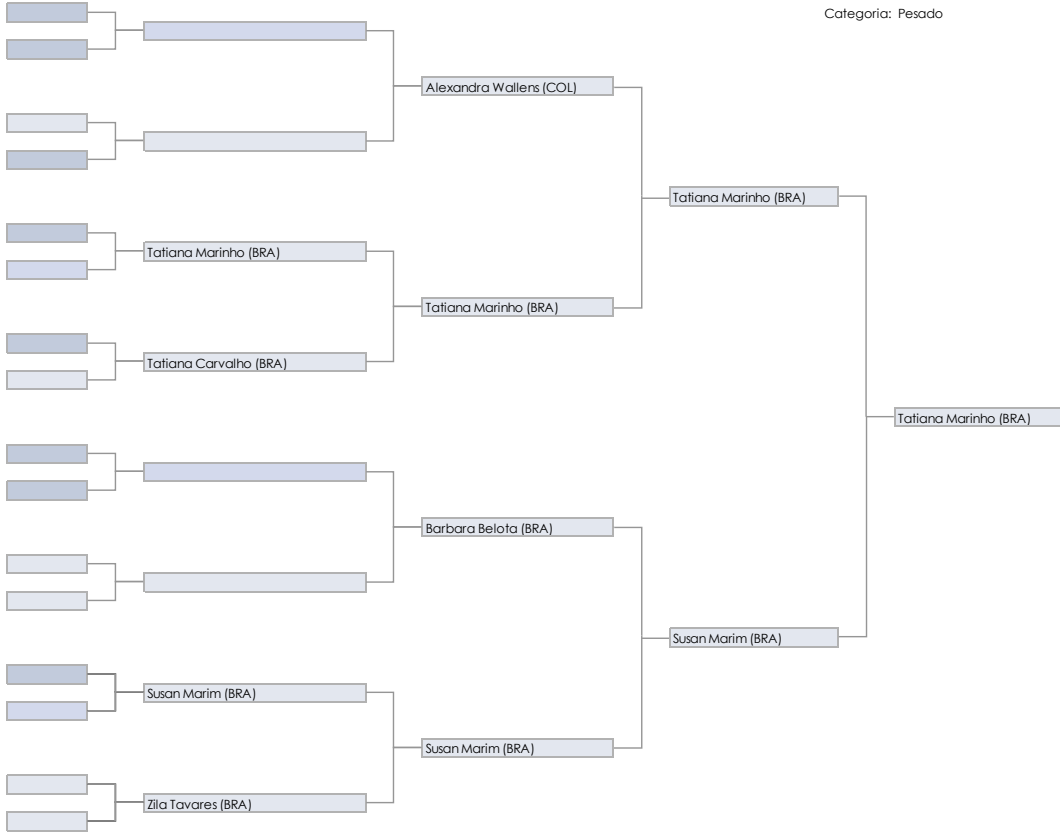 Categoria: Pesado
Alexandra Wallens (COL)
Tatiana Marinho (BRA)
Tatiana Marinho (BRA)
Tatiana Marinho (BRA)
Tatiana Carvalho (BRA)
Tatiana Marinho (BRA)
Barbara Belota (BRA)
Susan Marim (BRA)
Susan Marim (BRA)
Susan Marim (BRA)
Zila Tavares (BRA)